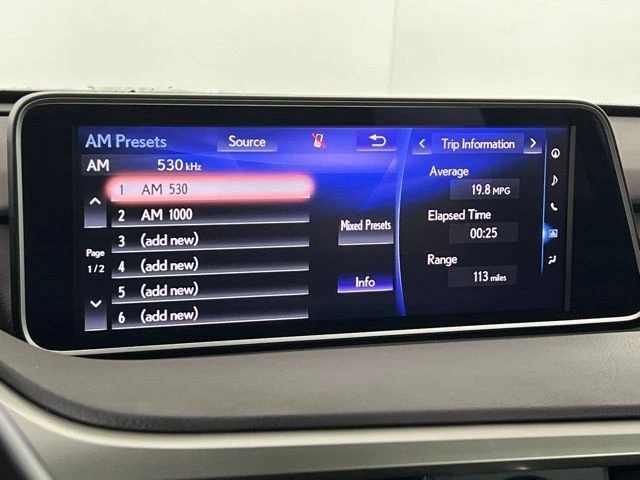 AM Presets
Source
AM 530 kHz
1 AM 530
2 AM 1000
3 (add new)
4 (add new)
5 (add new)
6 (add new)
Page
1/2
Mixed Presets
Info
Trip Information
Average
19.8 MPG
Elapsed Time
00:25
Range
113 miles